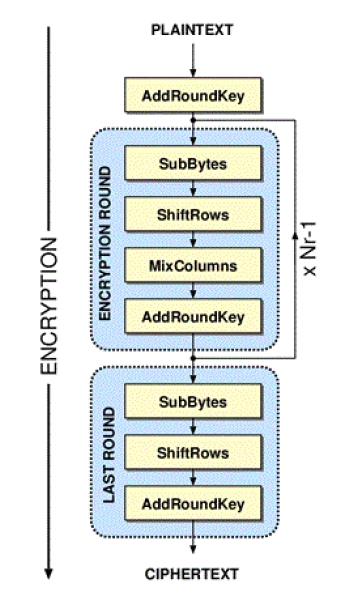 PLAINTEXT
AddRoundKey
ENCRYPTION ROUND
SubBytes
ShiftRows
MixColumns
AddRoundKey
x Nr-1
ENCRYPTION
LAST ROUND
SubBytes
ShiftRows
AddRoundKey
CIPHERTEXT